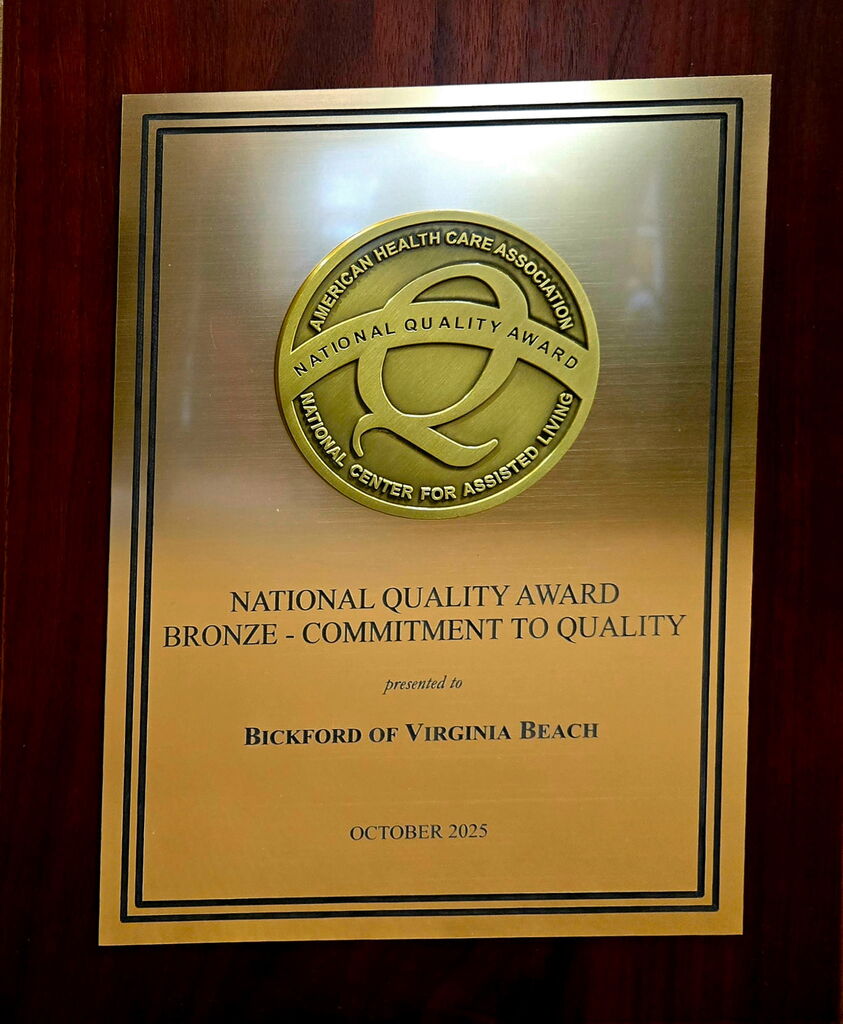 AMERICAN HEALTH CARE ASSOCIATION
NATIONAL QUALITY AWARD
NATIONAL CENTER FOR ASSISTED LIVING
NATIONAL QUALITY AWARD
BRONZE - COMMITMENT TO QUALITY
presented to
BICKFORD OF VIRGINIA BEACH
OCTOBER 2025